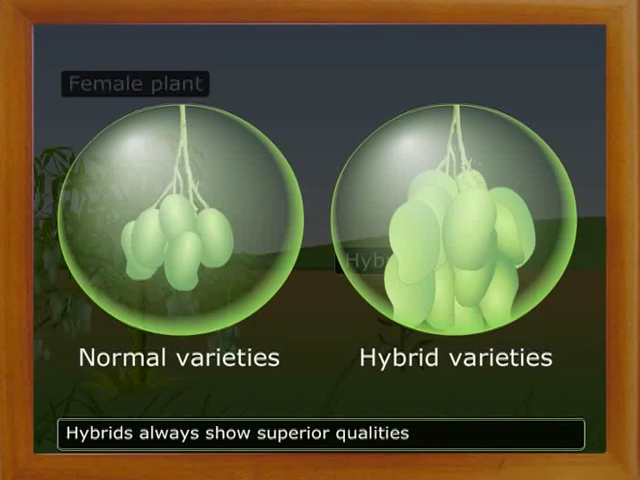 Female plant
Normal varieties
Hybrid varieties
Hybrids always show superior qualities